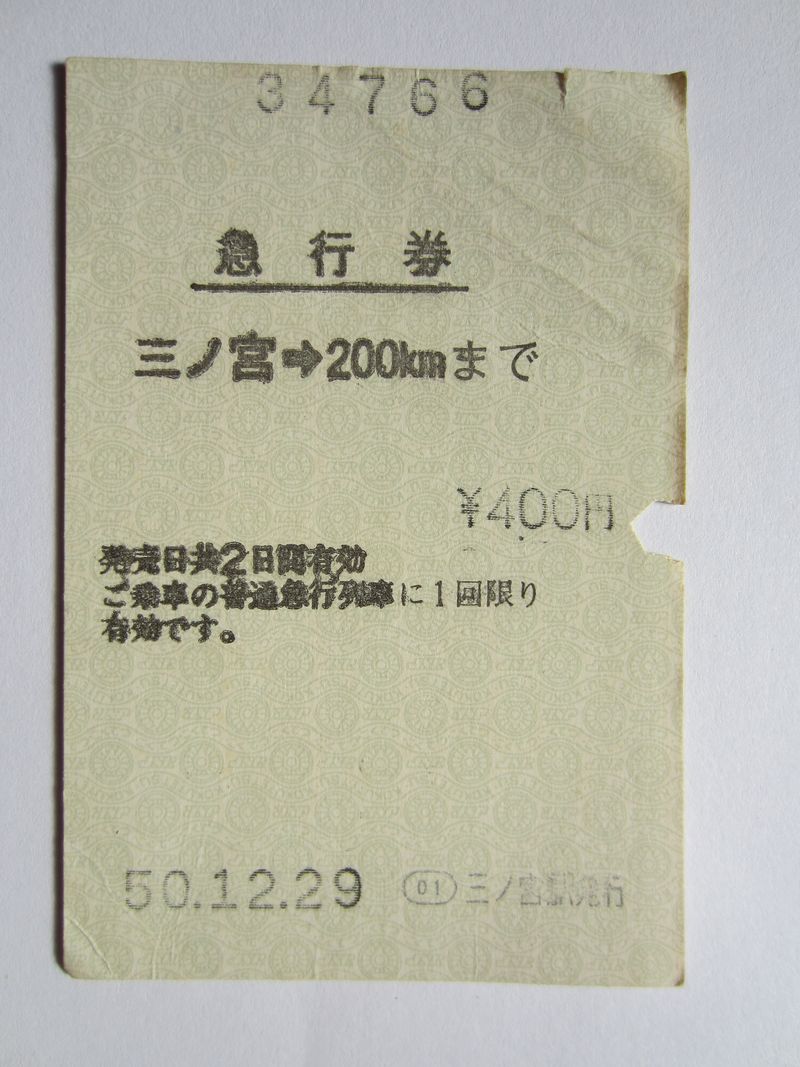 34766
急行券
三ノ宮➡200kmまで
¥400円
発売日共2日間有効
ご乗車の普通急行列車に1回限り
有効です。
50.12.29 01 三ノ宮駅発行